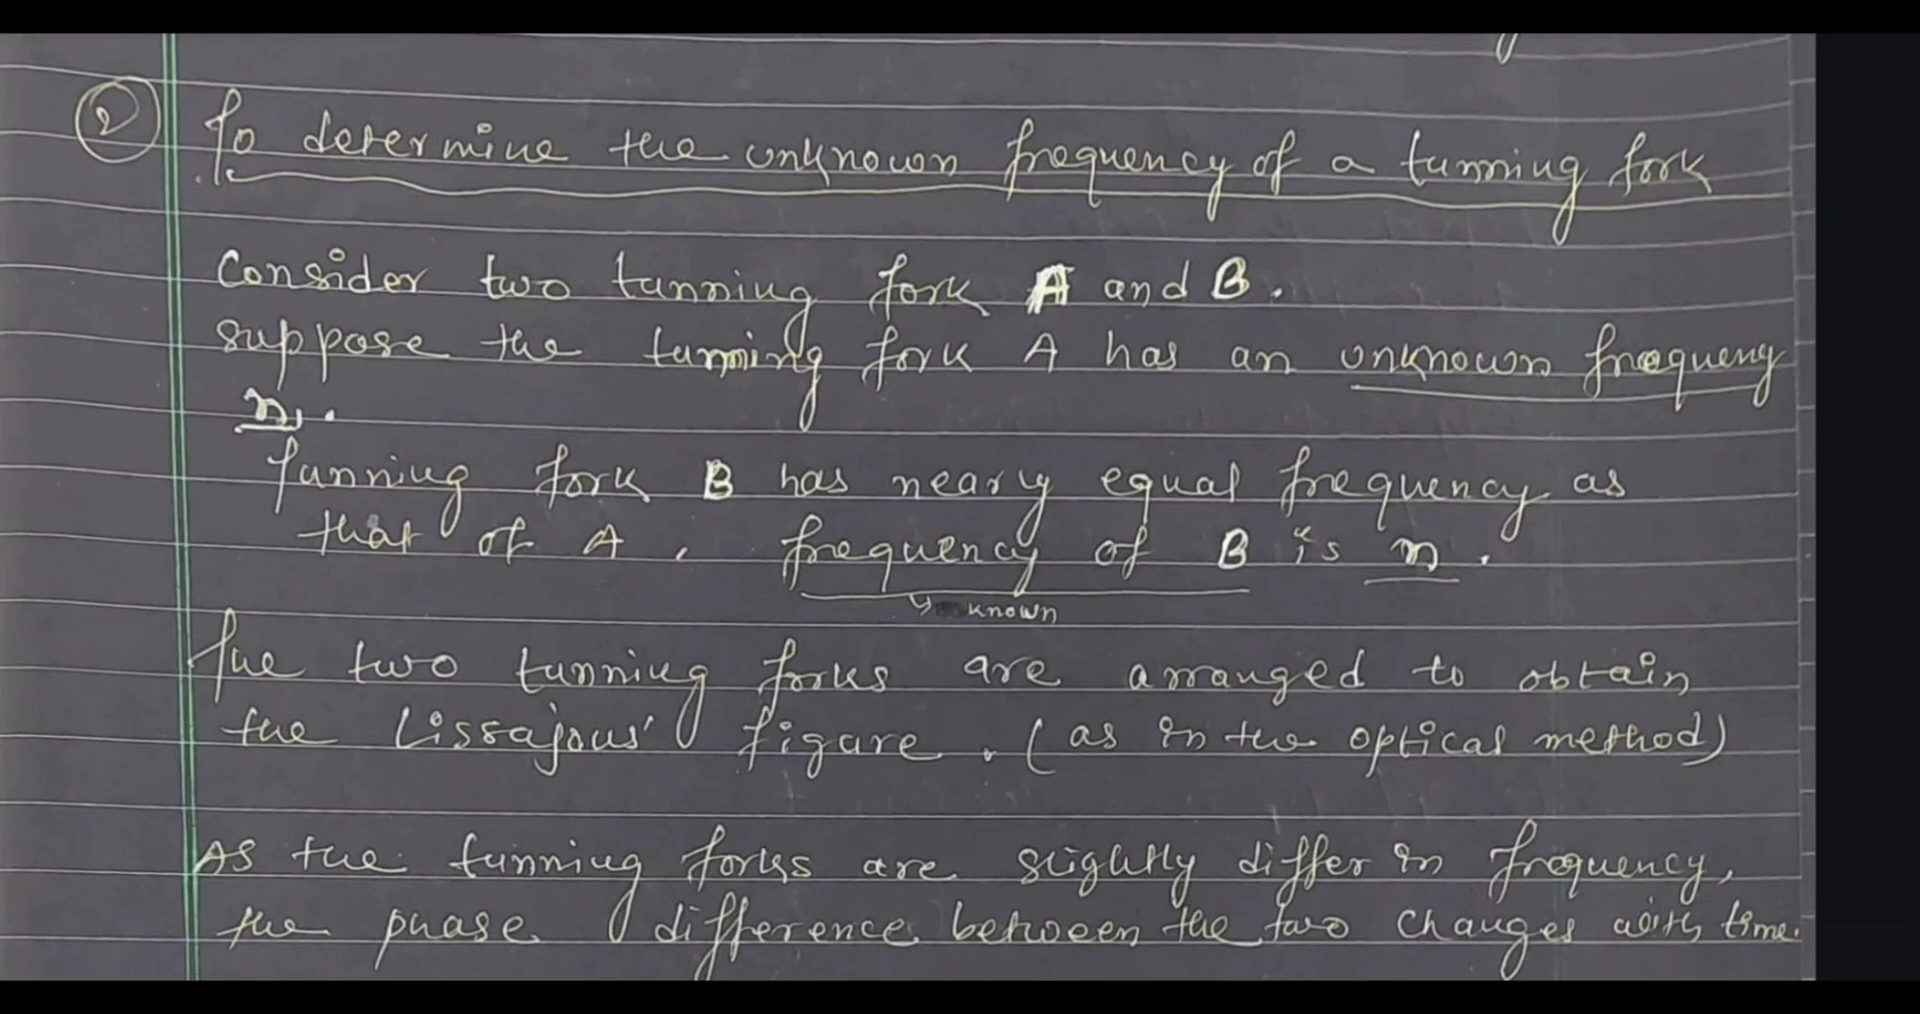 2 To determine the unknown frequency of a tunning fork
Consider two tunning fork A and B.
suppose the tunning fork A has an unknown frequency
n₁.
Tunning fork B has nearly equal frequency as
that of A. frequency of B is n.
↳ known
The two tunning forks are arranged to obtain
the Lissajous' figure. (as in the optical method)
As the tunning forks are slightly differ in frequency,
the phase difference between the two changes with time.